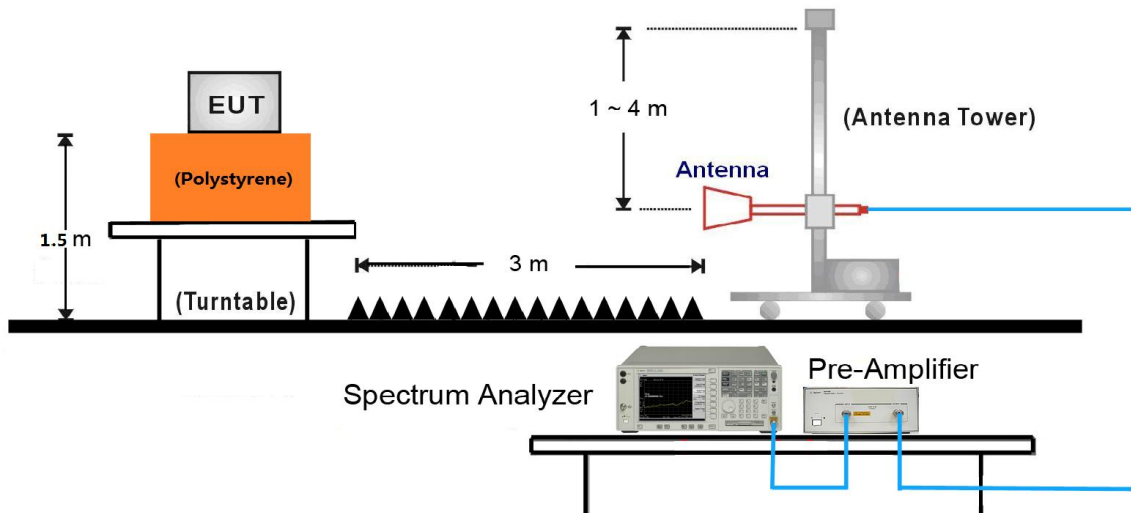 EUT
(Polystyrene)
1.5 m
(Turntable)
3 m
1 ~ 4 m
Antenna
(Antenna Tower)
Spectrum Analyzer
Pre-Amplifier